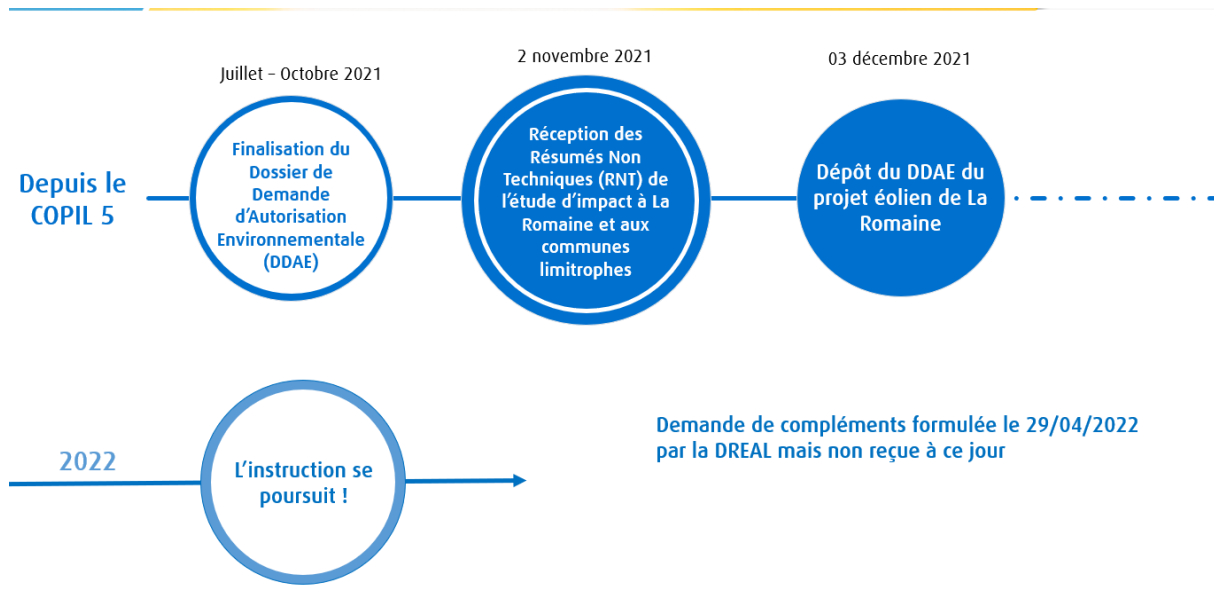 Depuis le
COPIL 5
Juillet – Octobre 2021
Finalisation du
Dossier de
Demande
d'Autorisation
Environnementale
(DDAE)
2 novembre 2021
Réception des
Résumés Non
Techniques (RNT) de
l'étude d'impact à La
Romaine et aux
communes
limitrophes
03 décembre 2021
Dépôt du DDAE du
projet éolien de La
Romaine
2022
L'instruction se
poursuit !
Demande de compléments formulée le 29/04/2022
par la DREAL mais non reçue à ce jour